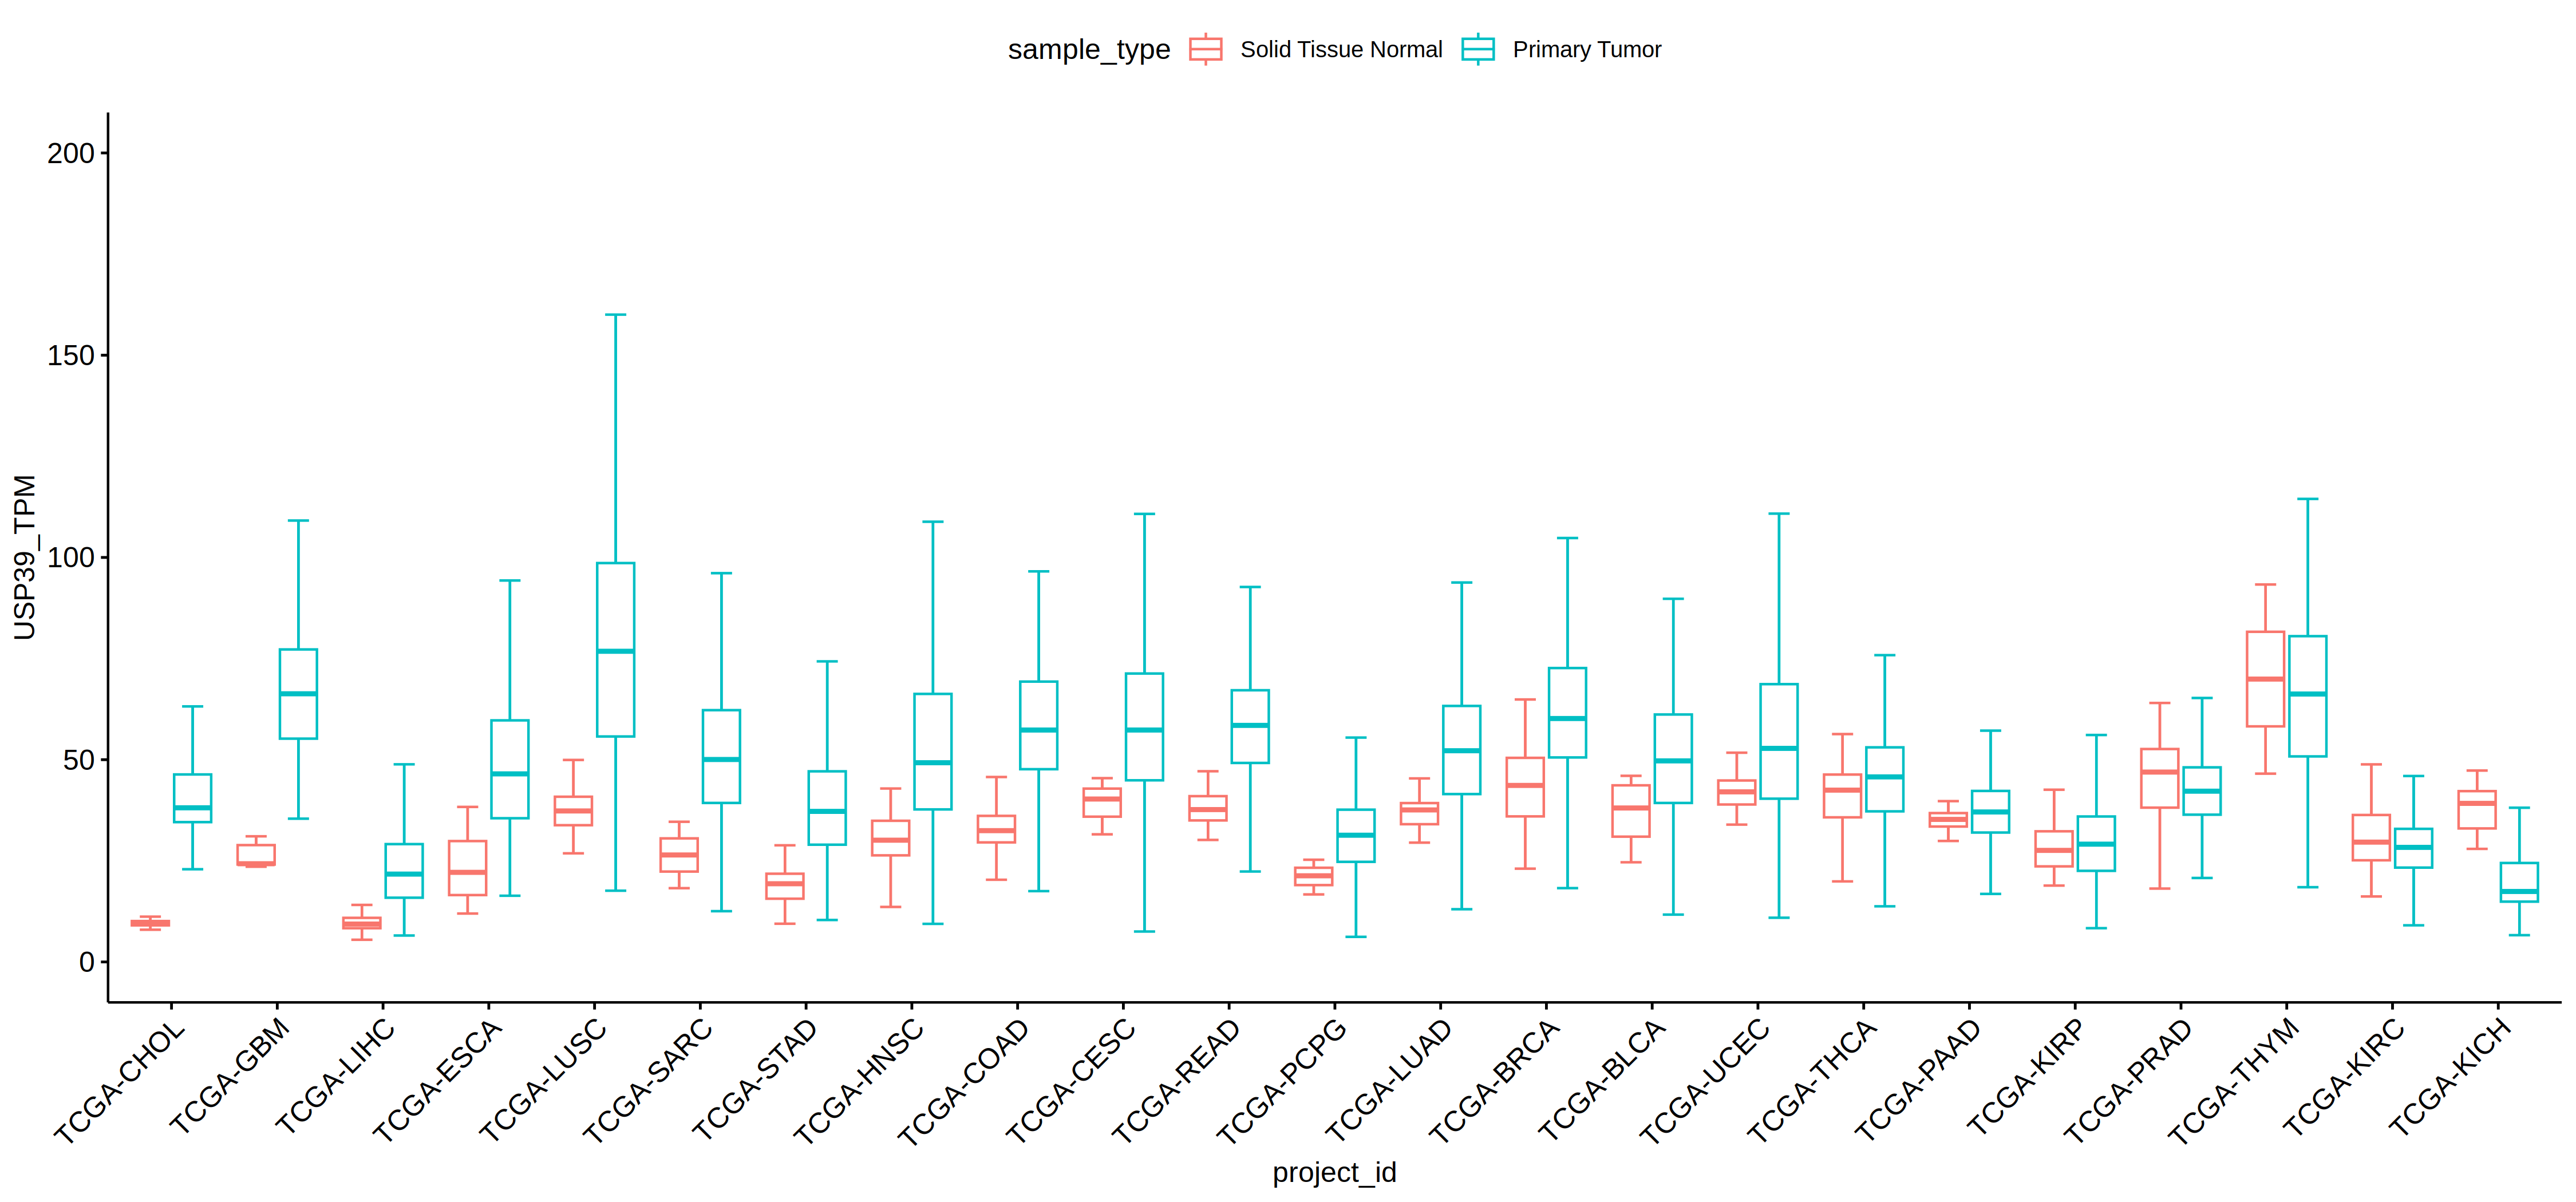 sample_type Solid Tissue Normal Primary Tumor
USP39_TPM
200
150
100
50
0
TCGA-CHOL
TCGA-GBM
TCGA-LIHC
TCGA-ESCA
TCGA-LUSC
TCGA-SARC
TCGA-STAD
TCGA-HNSC
TCGA-COAD
TCGA-CESC
TCGA-READ
TCGA-PCPG
TCGA-LUAD
TCGA-BRCA
TCGA-BLCA
TCGA-UCEC
TCGA-THCA
TCGA-PAAD
TCGA-KIRP
TCGA-PRAD
TCGA-THYM
TCGA-KIRC
TCGA-KICH
project_id